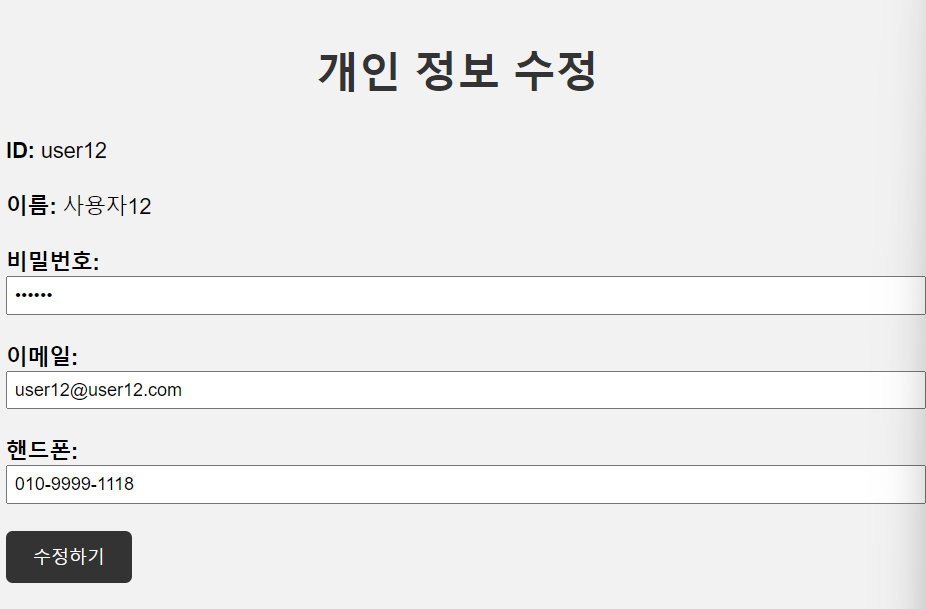 개인 정보 수정
ID: user12
이름: 사용자12
비밀번호:
••••••
이메일:
user12@user12.com
핸드폰:
010-9999-1118
수정하기